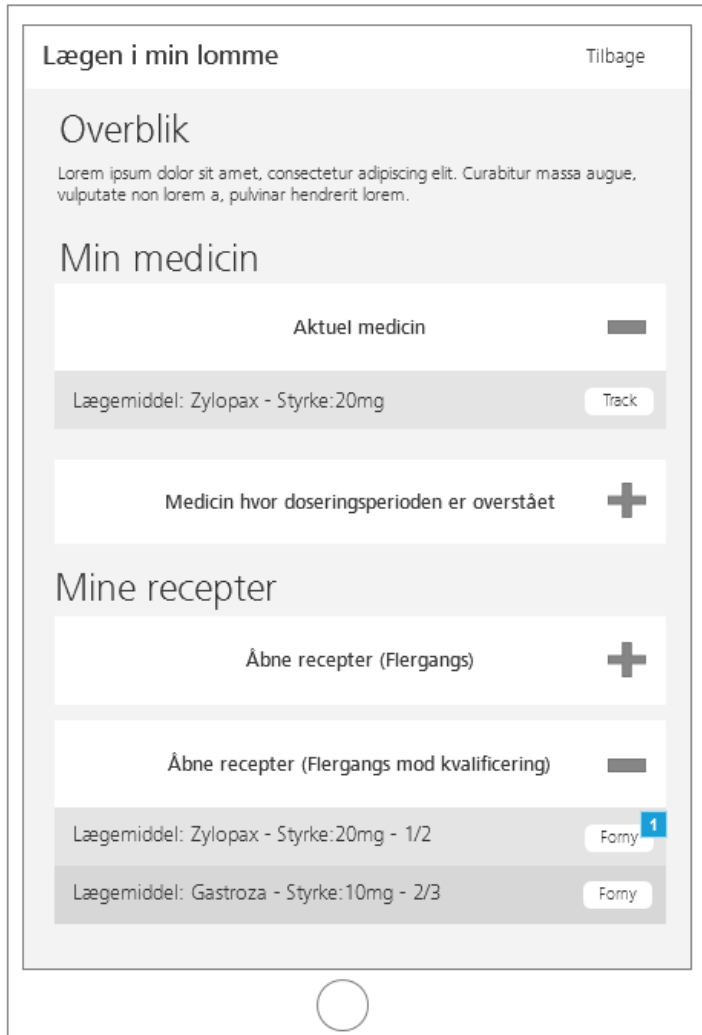 Lægen i min lomme
Tilbage
Overblik
Lorem ipsum dolor sit amet, consectetur adipiscing elit. Curabitur massa augue,
vulputate non lorem a, pulvinar hendrerit lorem.
Min medicin
Aktuel medicin
Lægemiddel: Zylopax - Styrke:20mg
Track
Medicin hvor doseringsperioden er overstået
Mine recepter
Åbne recepter (Flergangs)
Åbne recepter (Flergangs mod kvalificering)
Lægemiddel: Zylopax - Styrke:20mg - 1/2
Forny
1
Lægemiddel: Gastroza - Styrke:10mg - 2/3
Forny